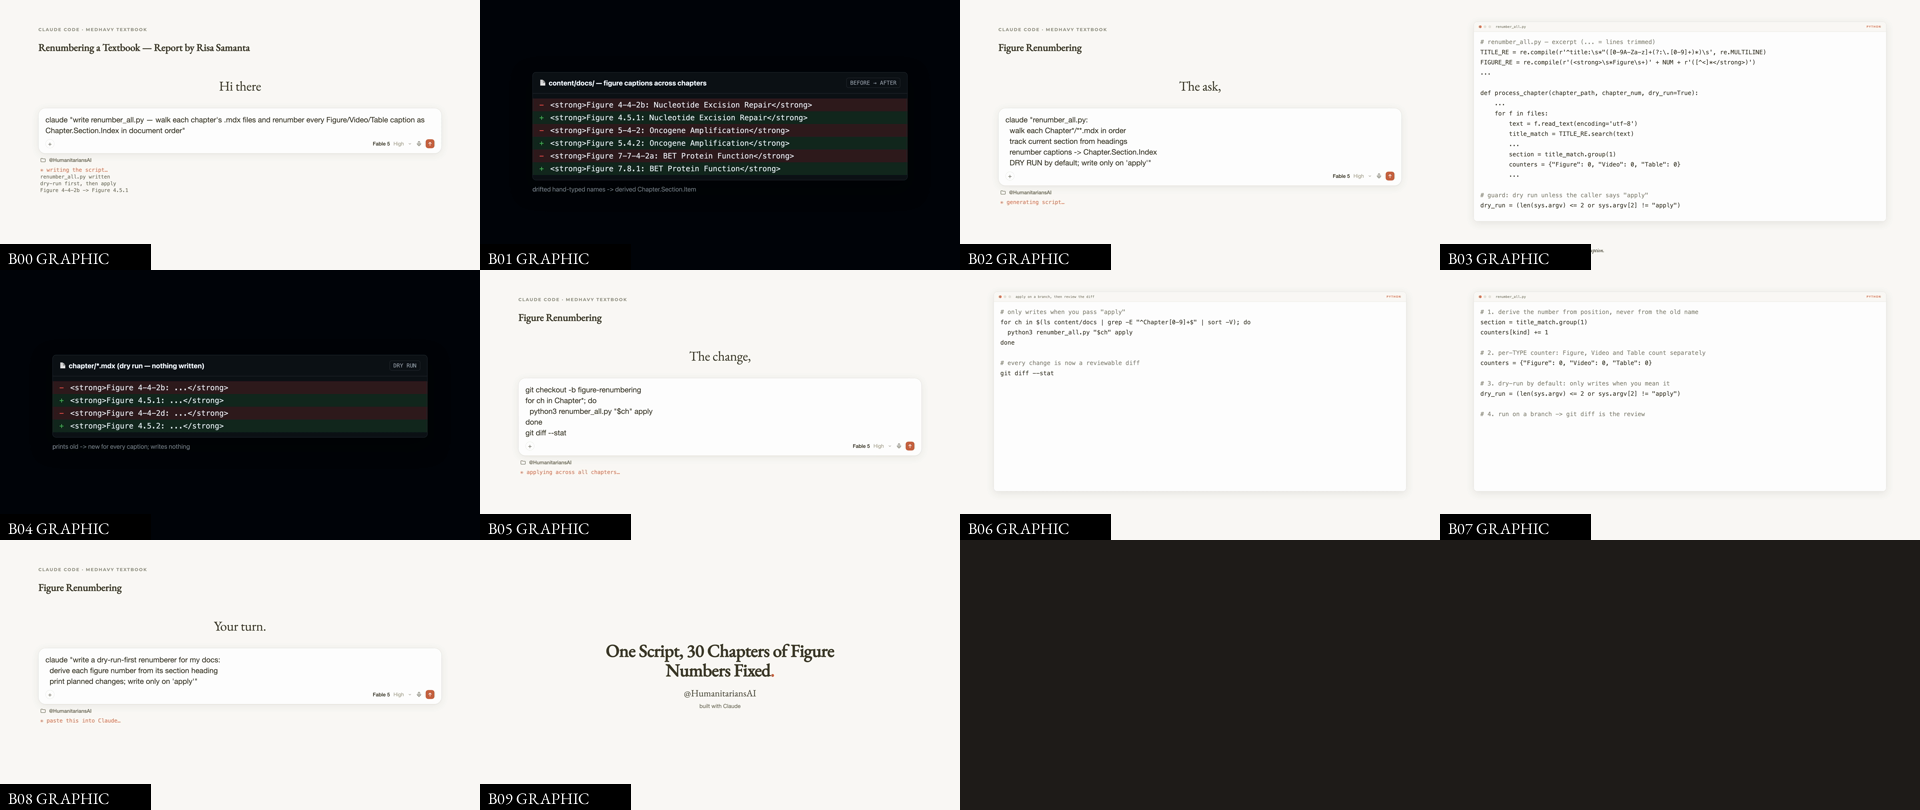 CLAUDE CODE · MEDHAVY TEXTBOOK
Renumbering a Textbook — Report by Risa Samanta
Hi there
claude "write renumber_all.py — walk each chapter's .mdx files and renumber every Figure/Video/Table caption as
Chapter.Section.Index in document order"
+
Fable 5 High
@HumanitariansAI
+ writing the script…
renumber_all.py written
dry-run first, then apply
Figure 4-4-2b -> Figure 4.5.1
B00 GRAPHIC
content/docs/ — figure captions across chapters
BEFORE → AFTER
− <strong>Figure 4-4-2b: Nucleotide Excision Repair</strong>
+ <strong>Figure 4.5.1: Nucleotide Excision Repair</strong>
− <strong>Figure 5-4-2: Oncogene Amplification</strong>
+ <strong>Figure 5.4.2: Oncogene Amplification</strong>
− <strong>Figure 7-7-4-2a: BET Protein Function</strong>
+ <strong>Figure 7.8.1: BET Protein Function</strong>
drifted hand-typed names -> derived Chapter.Section.Item
B01 GRAPHIC
CLAUDE CODE · MEDHAVY TEXTBOOK
Figure Renumbering
The ask,
claude "renumber_all.py:
walk each Chapter*/**.mdx in order
track current section from headings
renumber captions -> Chapter.Section.Index
DRY RUN by default; write only on 'apply'"
+
Fable 5 High
@HumanitariansAI
+ generating script…
B02 GRAPHIC
renumber_all.py
PYTHON
# renumber_all.py — excerpt (... = lines trimmed)
TITLE_RE = re.compile(r'^title:\s*"([0-9A-Za-z]+(?:\.[0-9]+)*)\s', re.MULTILINE)
FIGURE_RE = re.compile(r'(<strong>\s*Figure\s+)' + NUM + r'([^<]*</strong>)')
...
def process_chapter(chapter_path, chapter_num, dry_run=True):
...
for f in files:
text = f.read_text(encoding='utf-8')
title_match = TITLE_RE.search(text)
...
section = title_match.group(1)
counters = {"Figure": 0, "Video": 0, "Table": 0}
...
# guard: dry run unless the caller says "apply"
dry_run = (len(sys.argv) <= 2 or sys.argv[2] != "apply")
B03 GRAPHIC
chapter/*.mdx (dry run — nothing written)
DRY RUN
− <strong>Figure 4-4-2b: ...</strong>
+ <strong>Figure 4.5.1: ...</strong>
− <strong>Figure 4-4-2d: ...</strong>
+ <strong>Figure 4.5.2: ...</strong>
prints old -> new for every caption; writes nothing
B04 GRAPHIC
CLAUDE CODE · MEDHAVY TEXTBOOK
Figure Renumbering
The change,
git checkout -b figure-renumbering
for ch in Chapter*; do
python3 renumber_all.py "$ch" apply
done
git diff --stat
+
Fable 5 High
@HumanitariansAI
+ applying across all chapters…
B05 GRAPHIC
apply on a branch, then review the diff
PYTHON
# only writes when you pass "apply"
for ch in $(ls content/docs | grep -E "^Chapter[0-9]+$" | sort -V); do
python3 renumber_all.py "$ch" apply
done
# every change is now a reviewable diff
git diff --stat
B06 GRAPHIC
renumber_all.py
PYTHON
# 1. derive the number from position, never from the old name
section = title_match.group(1)
counters[kind] += 1
# 2. per-TYPE counter: Figure, Video and Table count separately
counters = {"Figure": 0, "Video": 0, "Table": 0}
# 3. dry-run by default: only writes when you mean it
dry_run = (len(sys.argv) <= 2 or sys.argv[2] != "apply")
# 4. run on a branch -> git diff is the review
B07 GRAPHIC
CLAUDE CODE · MEDHAVY TEXTBOOK
Figure Renumbering
Your turn.
claude "write a dry-run-first renumberer for my docs:
derive each figure number from its section heading
print planned changes; write only on 'apply'"
+
Fable 5 High
@HumanitariansAI
+ paste this into Claude…
B08 GRAPHIC
One Script, 30 Chapters of Figure
Numbers Fixed.
@HumanitariansAI
built with Claude
B09 GRAPHIC